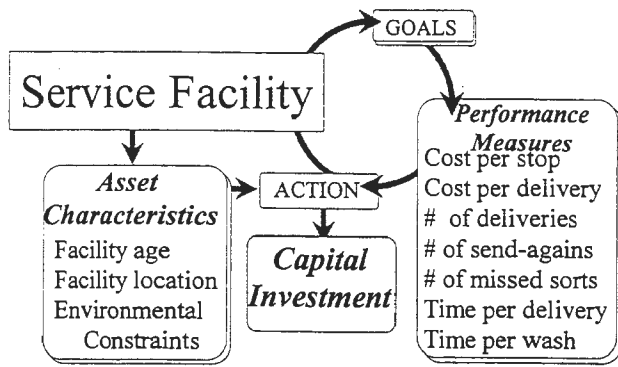 GOALS
Service Facility
Performance
Measures
Cost per stop
Cost per delivery
# of deliveries
# of send-agains
# of missed sorts
Time per delivery
Time per wash
Asset
Characteristics
Facility age
Facility location
Environmental
Constraints
ACTION
Capital
Investment